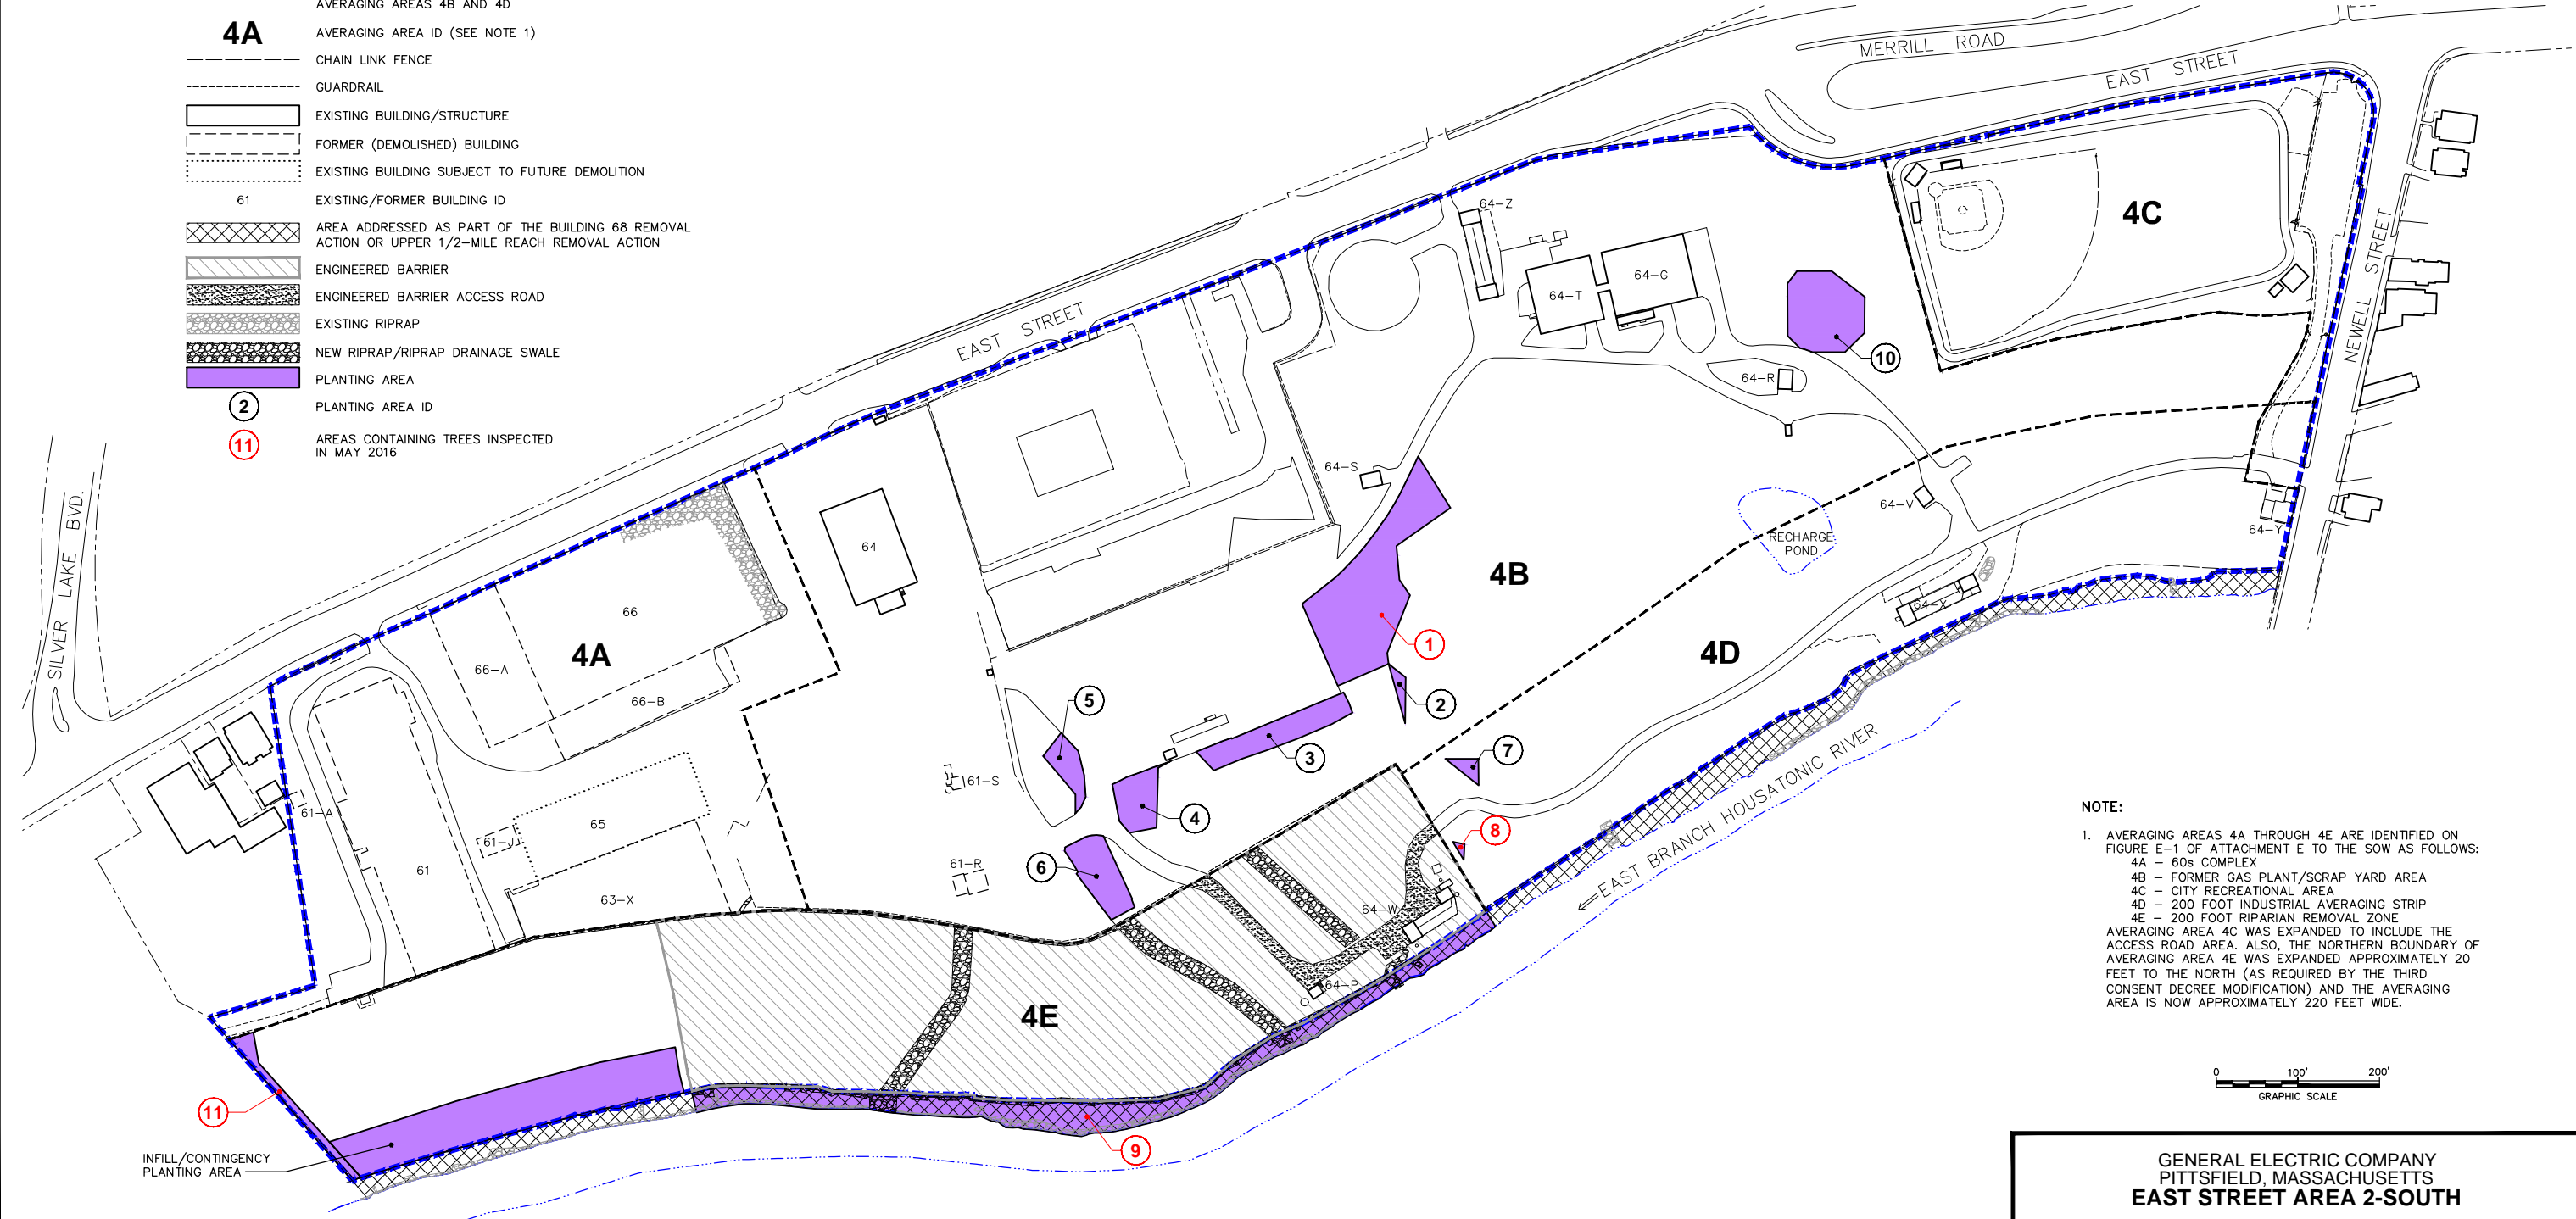 AVERAGING AREAS 4B AND 4D
4A
AVERAGING AREA ID (SEE NOTE 1)
CHAIN LINK FENCE
GUARDRAIL
EXISTING BUILDING/STRUCTURE
FORMER (DEMOLISHED) BUILDING
EXISTING BUILDING SUBJECT TO FUTURE DEMOLITION
61
EXISTING/FORMER BUILDING ID
AREA ADDRESSED AS PART OF THE BUILDING 68 REMOVAL
ACTION OR UPPER 1/2-MILE REACH REMOVAL ACTION
ENGINEERED BARRIER
ENGINEERED BARRIER ACCESS ROAD
EXISTING RIPRAP
NEW RIPRAP/RIPRAP DRAINAGE SWALE
PLANTING AREA
2
PLANTING AREA ID
11
AREAS CONTAINING TREES INSPECTED
IN MAY 2016
MERRILL ROAD
EAST STREET
NEWELL STREET
EAST STREET
SILVER LAKE BVD.
4C
64-Z
64-T
64-G
10
64-R
64-S
64-V
64-Y
RECHARGE
POND
4B
64
66
4A
66-A
66-B
1
2
3
4
5
6
7
8
4D
64-X
61-S
61-A
61-J
65
61
63-X
61-R
64-W
64-P
4E
EAST BRANCH HOUSATONIC RIVER
11
9
INFILL/CONTINGENCY
PLANTING AREA
NOTE:
1. AVERAGING AREAS 4A THROUGH 4E ARE IDENTIFIED ON
FIGURE E-1 OF ATTACHMENT E TO THE SOW AS FOLLOWS:
4A - 60s COMPLEX
4B - FORMER GAS PLANT/SCRAP YARD AREA
4C - CITY RECREATIONAL AREA
4D - 200 FOOT INDUSTRIAL AVERAGING STRIP
4E - 200 FOOT RIPARIAN REMOVAL ZONE
AVERAGING AREA 4C WAS EXPANDED TO INCLUDE THE
ACCESS ROAD AREA. ALSO, THE NORTHERN BOUNDARY OF
AVERAGING AREA 4E WAS EXPANDED APPROXIMATELY 20
FEET TO THE NORTH (AS REQUIRED BY THE THIRD
CONSENT DECREE MODIFICATION) AND THE AVERAGING
AREA IS NOW APPROXIMATELY 220 FEET WIDE.
0 100' 200'
GRAPHIC SCALE
GENERAL ELECTRIC COMPANY
PITTSFIELD, MASSACHUSETTS
EAST STREET AREA 2-SOUTH